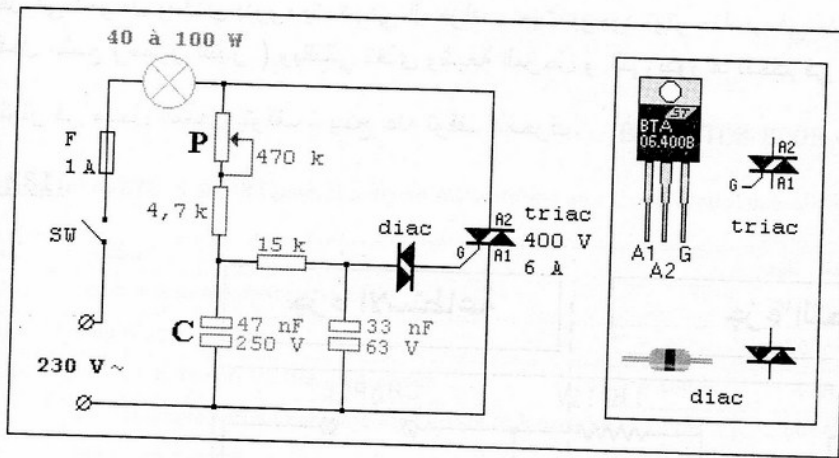 40 à 100 W
F
1 A
SW
230 V ~
P
470 k
4,7 k
15 k
C
47 nF
250 V
33 nF
63 V
diac
G
A2
A1
triac
400 V
6 A
ST
BTA
06.400B
A1
A2
G
G
A2
A1
triac
diac